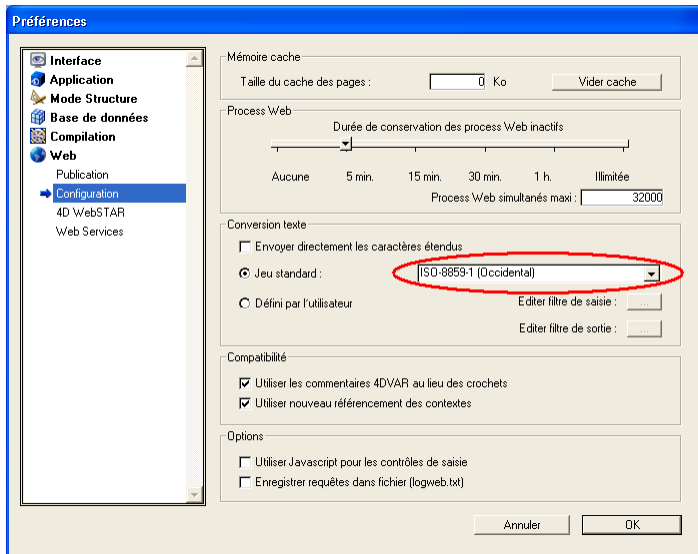 Préférences
Interface
Application
Mode Structure
Base de données
Compilation
Web
Publication
Configuration
4D WebSTAR
Web Services
Mémoire cache
Taille du cache des pages : 0 Ko Vider cache
Process Web
Durée de conservation des process Web inactifs
Aucune 5 min. 15 min. 30 min. 1 h. Illimitée
Process Web simultanés maxi : 32000
Conversion texte
Envoyer directement les caractères étendus
Jeu standard : ISO-8859-1 (Occidental)
Défini par l'utilisateur Editer filtre de saisie : ...
Editer filtre de sortie : ...
Compatibilité
Utiliser les commentaires 4DVAR au lieu des crochets
Utiliser nouveau référencement des contextes
Options
Utiliser Javascript pour les contrôles de saisie
Enregistrer requêtes dans fichier (logweb.txt)
Annuler OK